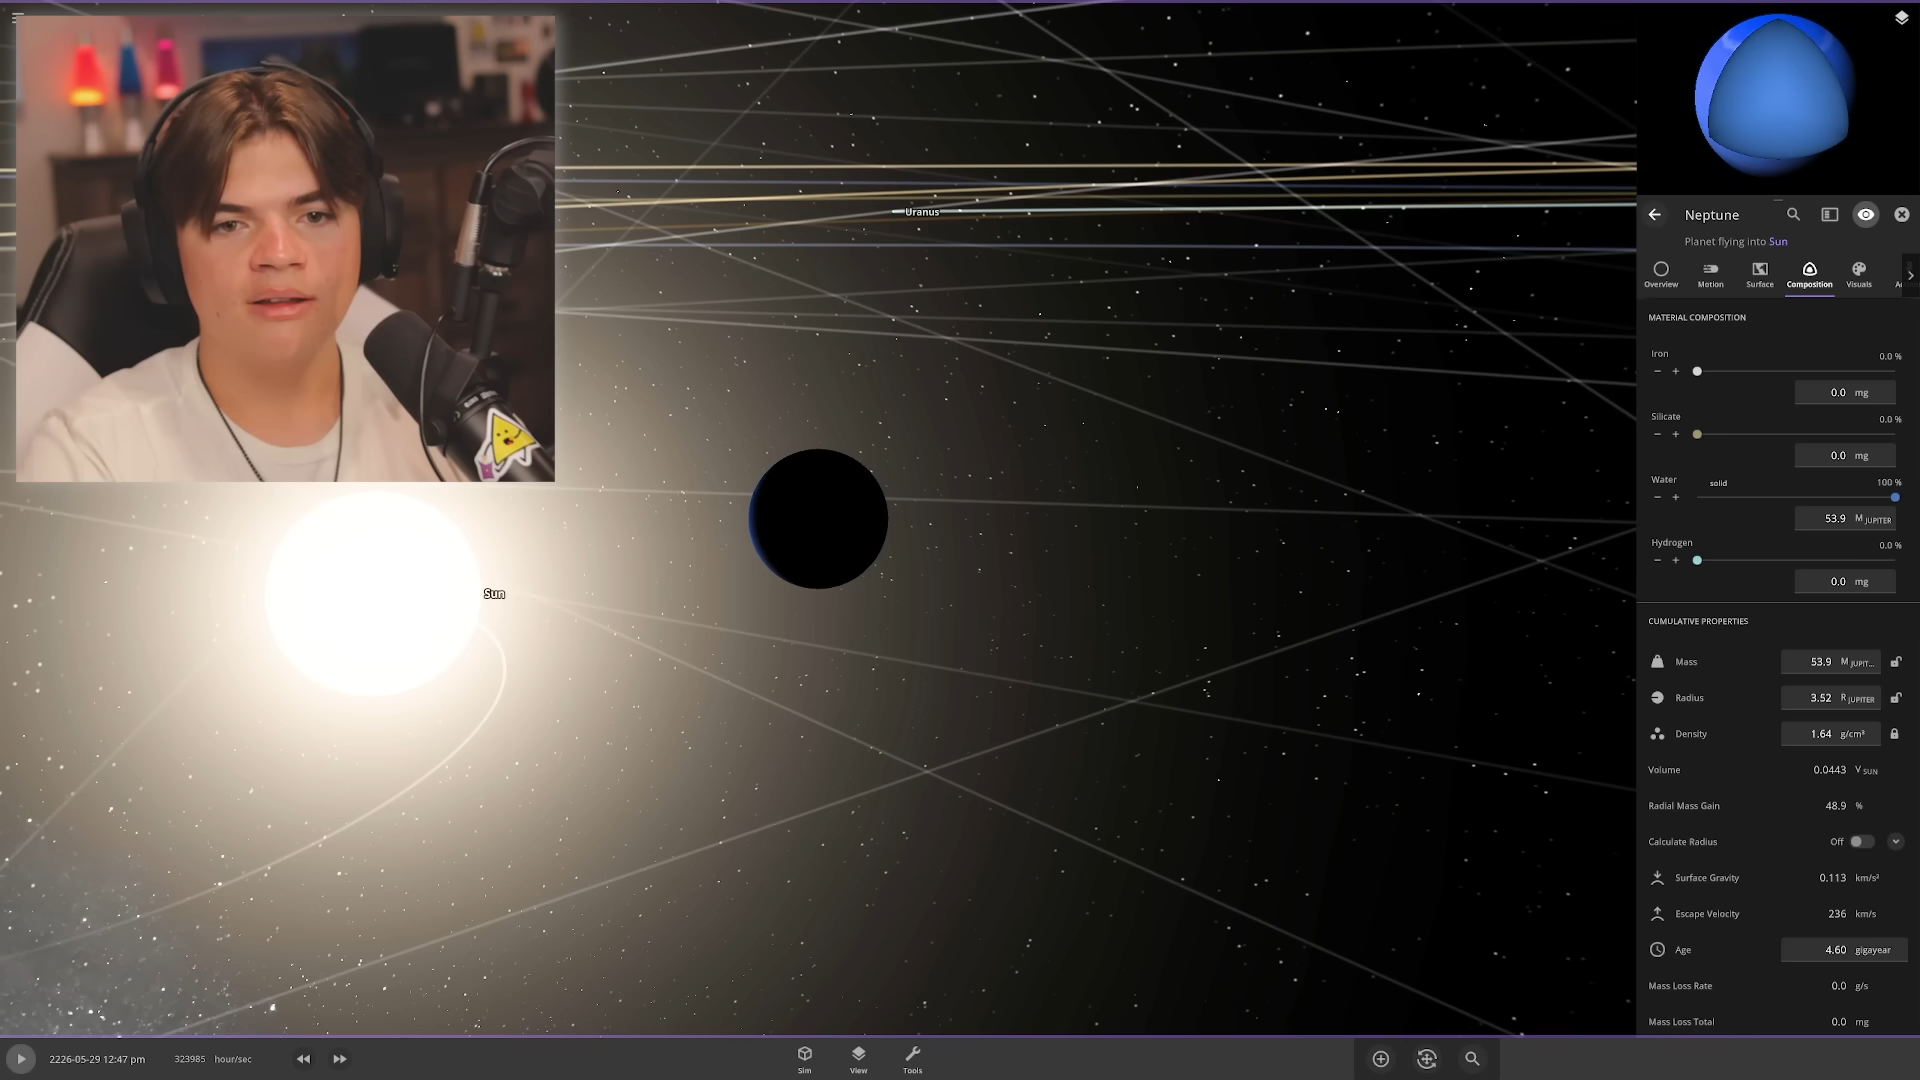 Uranus
Sun
Neptune
Planet flying into Sun
Overview
Motion
Surface
Composition
Visuals
MATERIAL COMPOSITION
Iron
0.0 %
0.0 mg
Silicate
0.0 %
0.0 mg
Water
solid
100 %
53.9 M JUPITER
Hydrogen
0.0 %
0.0 mg
CUMULATIVE PROPERTIES
Mass 53.9 M JUPIT...
Radius 3.52 R JUPITER
Density 1.64 g/cm³
Volume 0.0443 V SUN
Radial Mass Gain 48.9 %
Calculate Radius Off
Surface Gravity 0.113 km/s²
Escape Velocity 236 km/s
Age 4.60 gigayear
Mass Loss Rate 0.0 g/s
Mass Loss Total 0.0 mg
2226-05-29 12:47 pm 323985 hour/sec
Sim
View
Tools